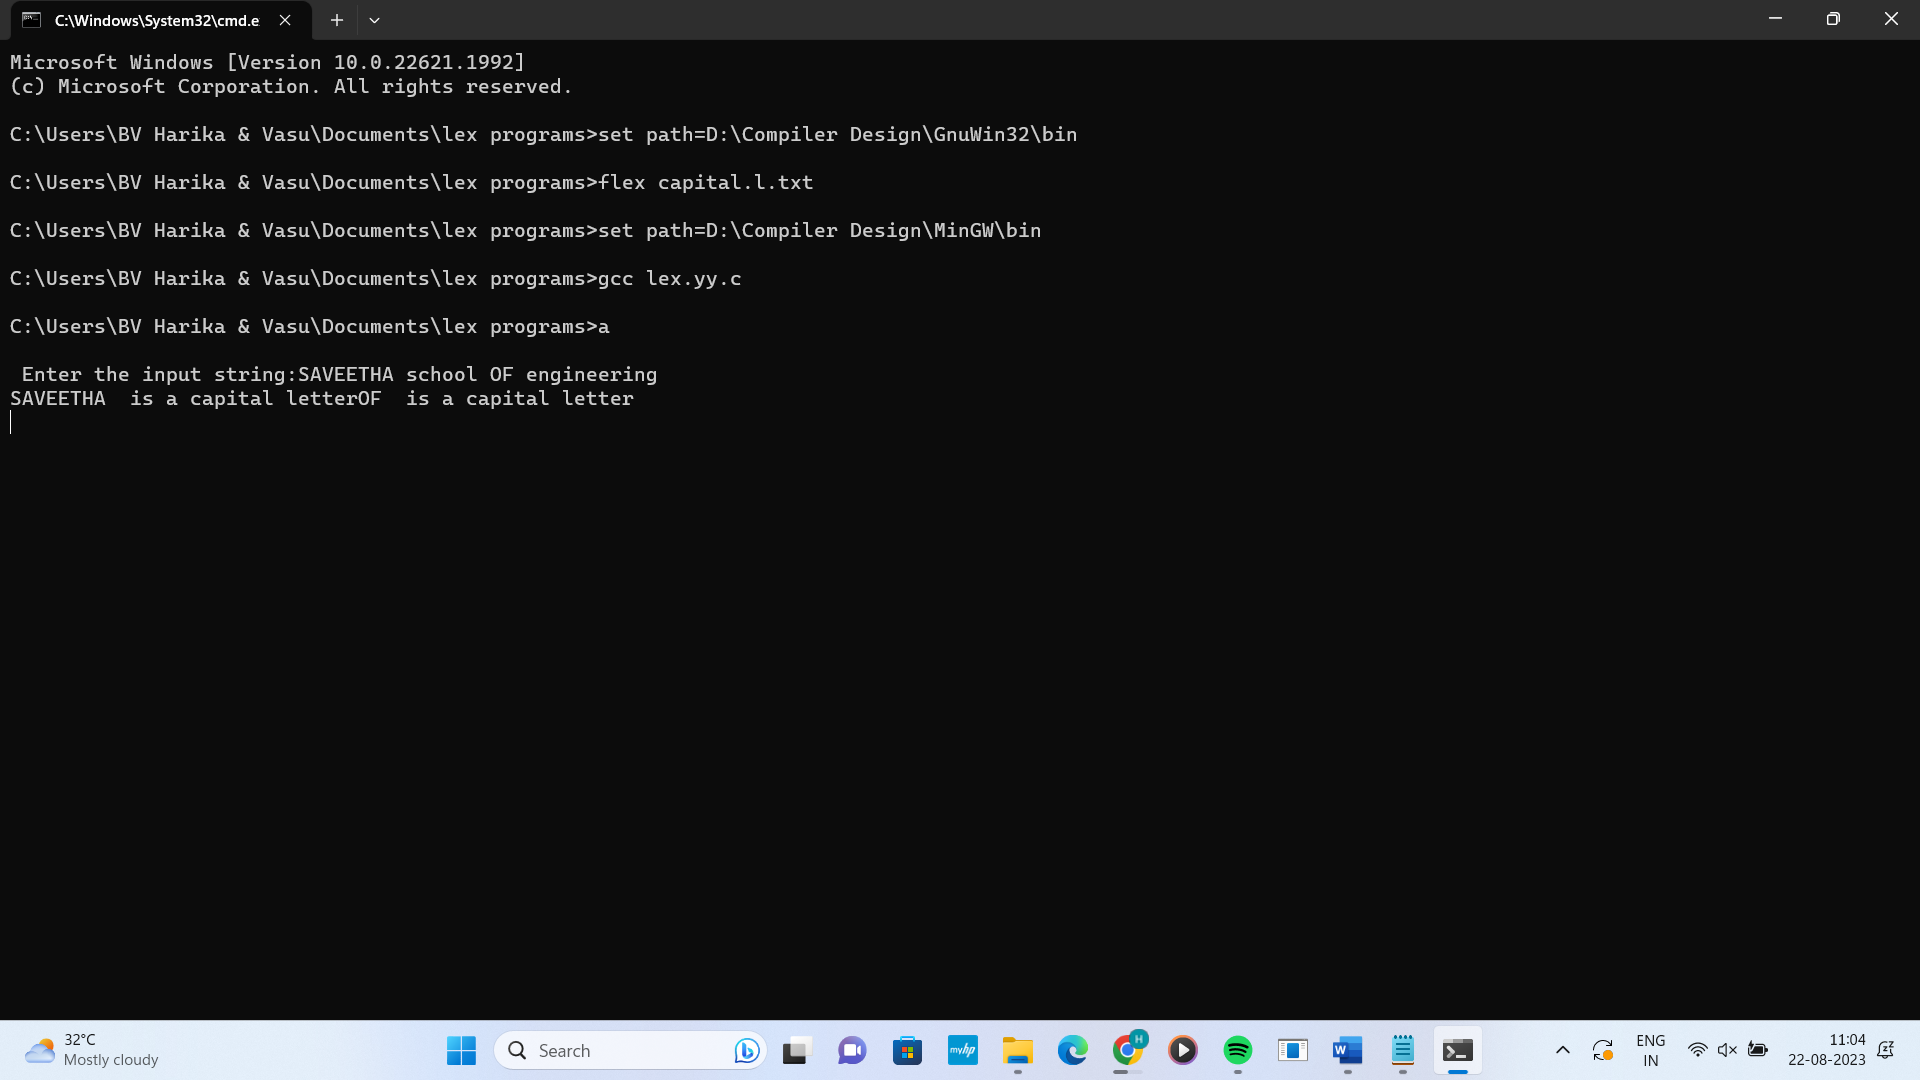 C:\Windows\System32\cmd.e
Microsoft Windows [Version 10.0.22621.1992]
(c) Microsoft Corporation. All rights reserved.
C:\Users\BV Harika & Vasu\Documents\lex programs>set path=D:\Compiler Design\GnuWin32\bin
C:\Users\BV Harika & Vasu\Documents\lex programs>flex capital.l.txt
C:\Users\BV Harika & Vasu\Documents\lex programs>set path=D:\Compiler Design\MinGW\bin
C:\Users\BV Harika & Vasu\Documents\lex programs>gcc lex.yy.c
C:\Users\BV Harika & Vasu\Documents\lex programs>a
Enter the input string:SAVEETHA school OF engineering
SAVEETHA  is a capital letterOF  is a capital letter
32°C
Mostly cloudy
Search
myhp
H
W
ENG
IN
11:04
22-08-2023